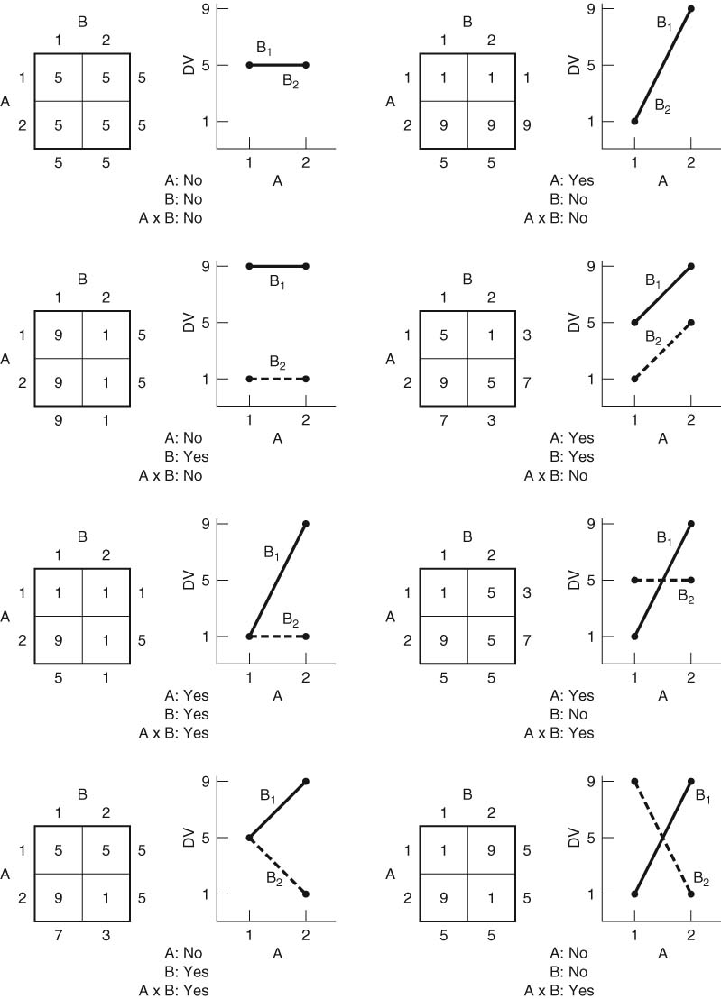 B
1 2
1 5 5 5
A
2 5 5 5
5 5
9
5
1
DV
B1
B2
1 2
A
A: No
B: No
A x B: No
B
1 2
1 1 1 1
A
2 9 9 9
5 5
9
5
1
DV
B1
B2
1 2
A
A: Yes
B: No
A x B: No
B
1 2
1 9 1 5
A
2 9 1 5
9 1
9
5
1
DV
B1
B2
1 2
A
A: No
B: Yes
A x B: No
B
1 2
1 5 1 3
A
2 9 5 7
7 3
9
5
1
DV
B1
B2
1 2
A
A: Yes
B: Yes
A x B: No
B
1 2
1 1 1 1
A
2 9 1 5
5 1
9
5
1
DV
B1
B2
1 2
A
A: Yes
B: Yes
A x B: Yes
B
1 2
1 1 5 3
A
2 9 5 7
5 5
9
5
1
DV
B1
B2
1 2
A
A: Yes
B: No
A x B: Yes
B
1 2
1 5 5 5
A
2 9 1 5
7 3
9
5
1
DV
B1
B2
1 2
A
A: No
B: Yes
A x B: Yes
B
1 2
1 1 9 5
A
2 9 1 5
5 5
9
5
1
DV
B1
B2
1 2
A
A: No
B: No
A x B: Yes